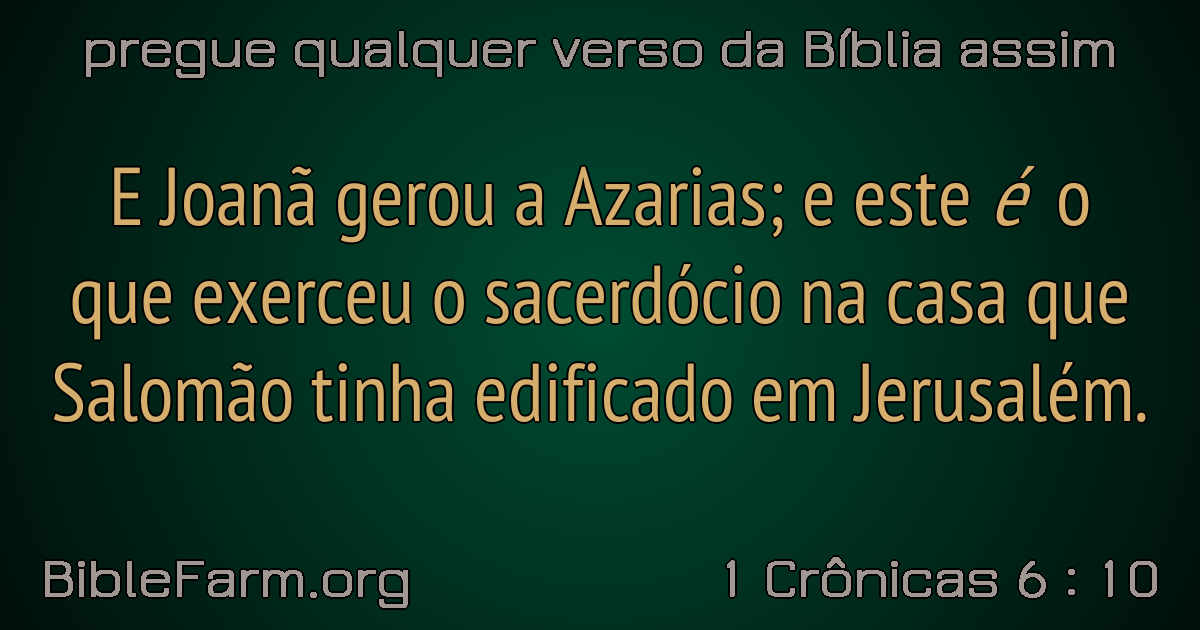 pregue qualquer verso da Bíblia assim
E Joanã gerou a Azarias; e este é o
que exerceu o sacerdócio na casa que
Salomão tinha edificado em Jerusalém.
BibleFarm.org
1 Crônicas 6 : 10